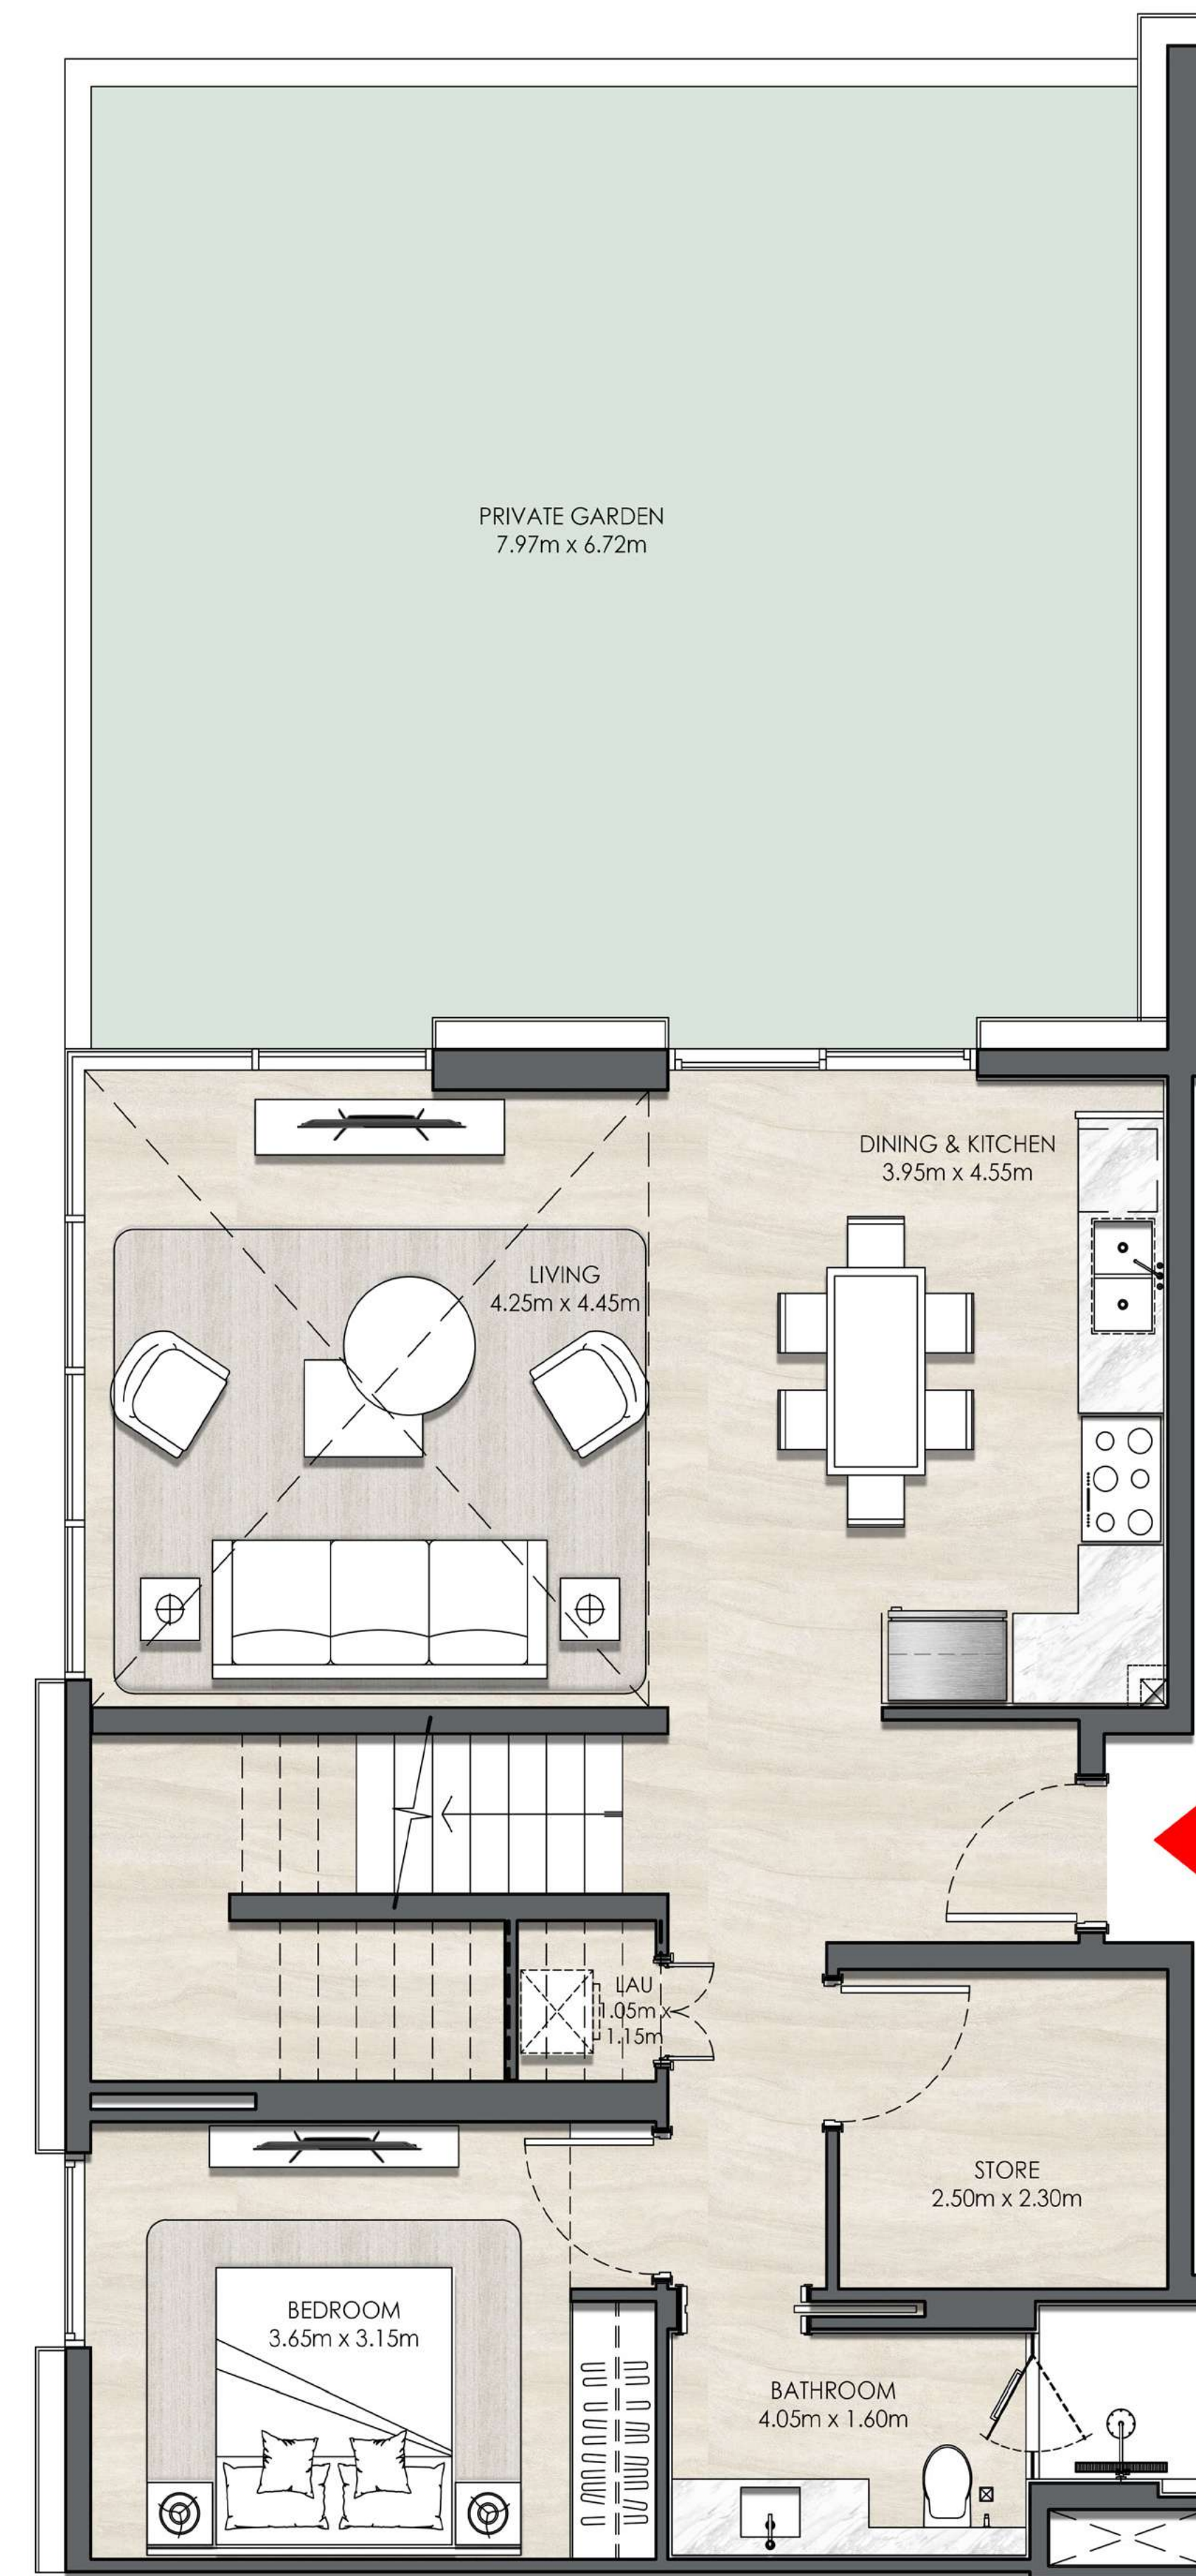 PRIVATE GARDEN
7.97m x 6.72m
DINING & KITCHEN
3.95m x 4.55m
LIVING
4.25m x 4.45m
LAU
1.05m x
1.15m
STORE
2.50m x 2.30m
BEDROOM
3.65m x 3.15m
BATHROOM
4.05m x 1.60m